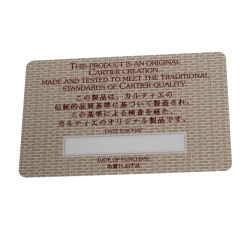 THIS PRODUCT IS AN ORIGINAL
CARTIER CREATION
MADE AND TESTED TO MEET THE TRADITIONAL
STANDARDS OF CARTIER QUALITY.
この製品は、カルティエの
伝統的品質基準に基づいて製造され、
この基準による検査を経た、
カルティエのオリジナル製品です。
DATE D'ACHAT
DATE OF PURCHASE